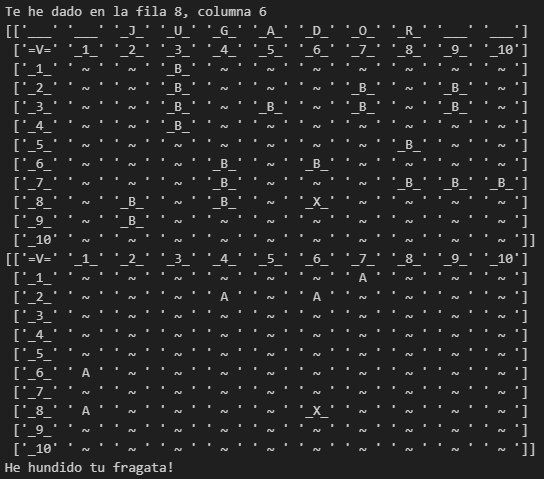 Te he dado en la fila 8, columna 6
[['___' '___' '_J_' '_U_' '_G_' '_A_' '_D_' '_O_' '_R_' '___' '___']
['=V=' '_1_' '_2_' '_3_' '_4_' '_5_' '_6_' '_7_' '_8_' '_9_' '_10']
['_1_' ' ~ ' ' ~ ' '_B_' ' ~ ' ' ~ ' ' ~ ' ' ~ ' ' ~ ' ' ~ ' ' ~ ']
['_2_' ' ~ ' ' ~ ' '_B_' ' ~ ' ' ~ ' ' ~ ' '_B_' ' ~ ' '_B_' ' ~ ']
['_3_' ' ~ ' ' ~ ' '_B_' ' ~ ' '_B_' ' ~ ' '_B_' ' ~ ' '_B_' ' ~ ']
['_4_' ' ~ ' ' ~ ' '_B_' ' ~ ' ' ~ ' ' ~ ' ' ~ ' ' ~ ' ' ~ ' ' ~ ']
['_5_' ' ~ ' ' ~ ' ' ~ ' ' ~ ' ' ~ ' ' ~ ' ' ~ ' '_B_' ' ~ ' ' ~ ']
['_6_' ' ~ ' ' ~ ' ' ~ ' '_B_' ' ~ ' '_B_' ' ~ ' ' ~ ' ' ~ ' ' ~ ']
['_7_' ' ~ ' ' ~ ' ' ~ ' '_B_' ' ~ ' ' ~ ' ' ~ ' '_B_' '_B_' '_B_']
['_8_' ' ~ ' '_B_' ' ~ ' '_B_' ' ~ ' '_X_' ' ~ ' ' ~ ' ' ~ ' ' ~ ']
['_9_' ' ~ ' '_B_' ' ~ ' ' ~ ' ' ~ ' ' ~ ' ' ~ ' ' ~ ' ' ~ ' ' ~ ']
['_10' ' ~ ' ' ~ ' ' ~ ' ' ~ ' ' ~ ' ' ~ ' ' ~ ' ' ~ ' ' ~ ' ' ~ ']]
[['=V=' '_1_' '_2_' '_3_' '_4_' '_5_' '_6_' '_7_' '_8_' '_9_' '_10']
['_1_' ' ~ ' ' ~ ' ' ~ ' ' ~ ' ' ~ ' ' ~ ' ' A ' ' ~ ' ' ~ ' ' ~ ']
['_2_' ' ~ ' ' ~ ' ' ~ ' ' A ' ' ~ ' ' A ' ' ~ ' ' ~ ' ' ~ ' ' ~ ']
['_3_' ' ~ ' ' ~ ' ' ~ ' ' ~ ' ' ~ ' ' ~ ' ' ~ ' ' ~ ' ' ~ ' ' ~ ']
['_4_' ' ~ ' ' ~ ' ' ~ ' ' ~ ' ' ~ ' ' ~ ' ' ~ ' ' ~ ' ' ~ ' ' ~ ']
['_5_' ' ~ ' ' ~ ' ' ~ ' ' ~ ' ' ~ ' ' ~ ' ' ~ ' ' ~ ' ' ~ ' ' ~ ']
['_6_' ' A ' ' ~ ' ' ~ ' ' ~ ' ' ~ ' ' ~ ' ' ~ ' ' ~ ' ' ~ ' ' ~ ']
['_7_' ' ~ ' ' ~ ' ' ~ ' ' ~ ' ' ~ ' ' ~ ' ' ~ ' ' ~ ' ' ~ ' ' ~ ']
['_8_' ' A ' ' ~ ' ' ~ ' ' ~ ' ' ~ ' '_X_' ' ~ ' ' ~ ' ' ~ ' ' ~ ']
['_9_' ' ~ ' ' ~ ' ' ~ ' ' ~ ' ' ~ ' ' ~ ' ' ~ ' ' ~ ' ' ~ ' ' ~ ']
['_10' ' ~ ' ' ~ ' ' ~ ' ' ~ ' ' ~ ' ' ~ ' ' ~ ' ' ~ ' ' ~ ' ' ~ ']]
He hundido tu fragata!